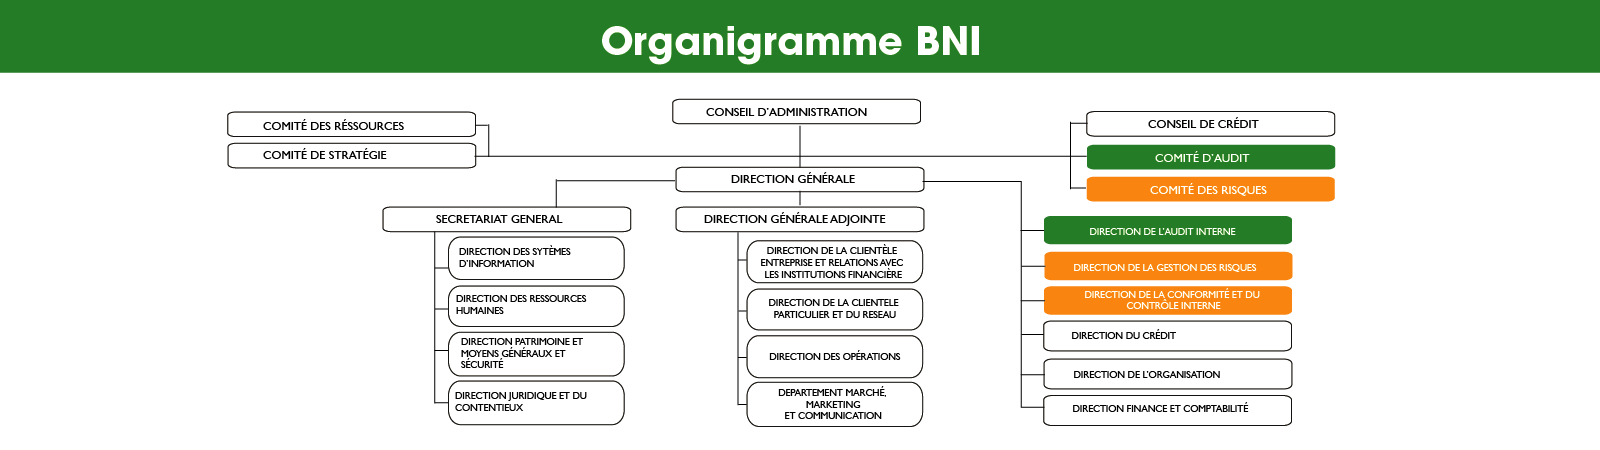 Organigramme BNI
CONSEIL D'ADMINISTRATION
COMITÉ DES RÉSSOURCES
COMITÉ DE STRATÉGIE
CONSEIL DE CRÉDIT
COMITÉ D'AUDIT
COMITÉ DES RISQUES
DIRECTION GÉNÉRALE
SECRETARIAT GENERAL
DIRECTION DES SYTÈMES
D'INFORMATION
DIRECTION DES RESSOURCES
HUMAINES
DIRECTION PATRIMOINE ET
MOYENS GÉNÉRAUX ET
SÉCURITÉ
DIRECTION JURIDIQUE ET DU
CONTENTIEUX
DIRECTION GÉNÉRALE ADJOINTE
DIRECTION DE LA CLIENTÈLE
ENTREPRISE ET RELATIONS AVEC
LES INSTITUTIONS FINANCIÈRE
DIRECTION DE LA CLIENTELE
PARTICULIER ET DU RESEAU
DIRECTION DES OPÉRATIONS
DEPARTEMENT MARCHÉ,
MARKETING
ET COMMUNICATION
DIRECTION DE L'AUDIT INTERNE
DIRECTION DE LA GESTION DES RISQUES
DIRECTION DE LA CONFORMITÉ ET DU
CONTRÔLE INTERNE
DIRECTION DU CRÉDIT
DIRECTION DE L'ORGANISATION
DIRECTION FINANCE ET COMPTABILITÉ